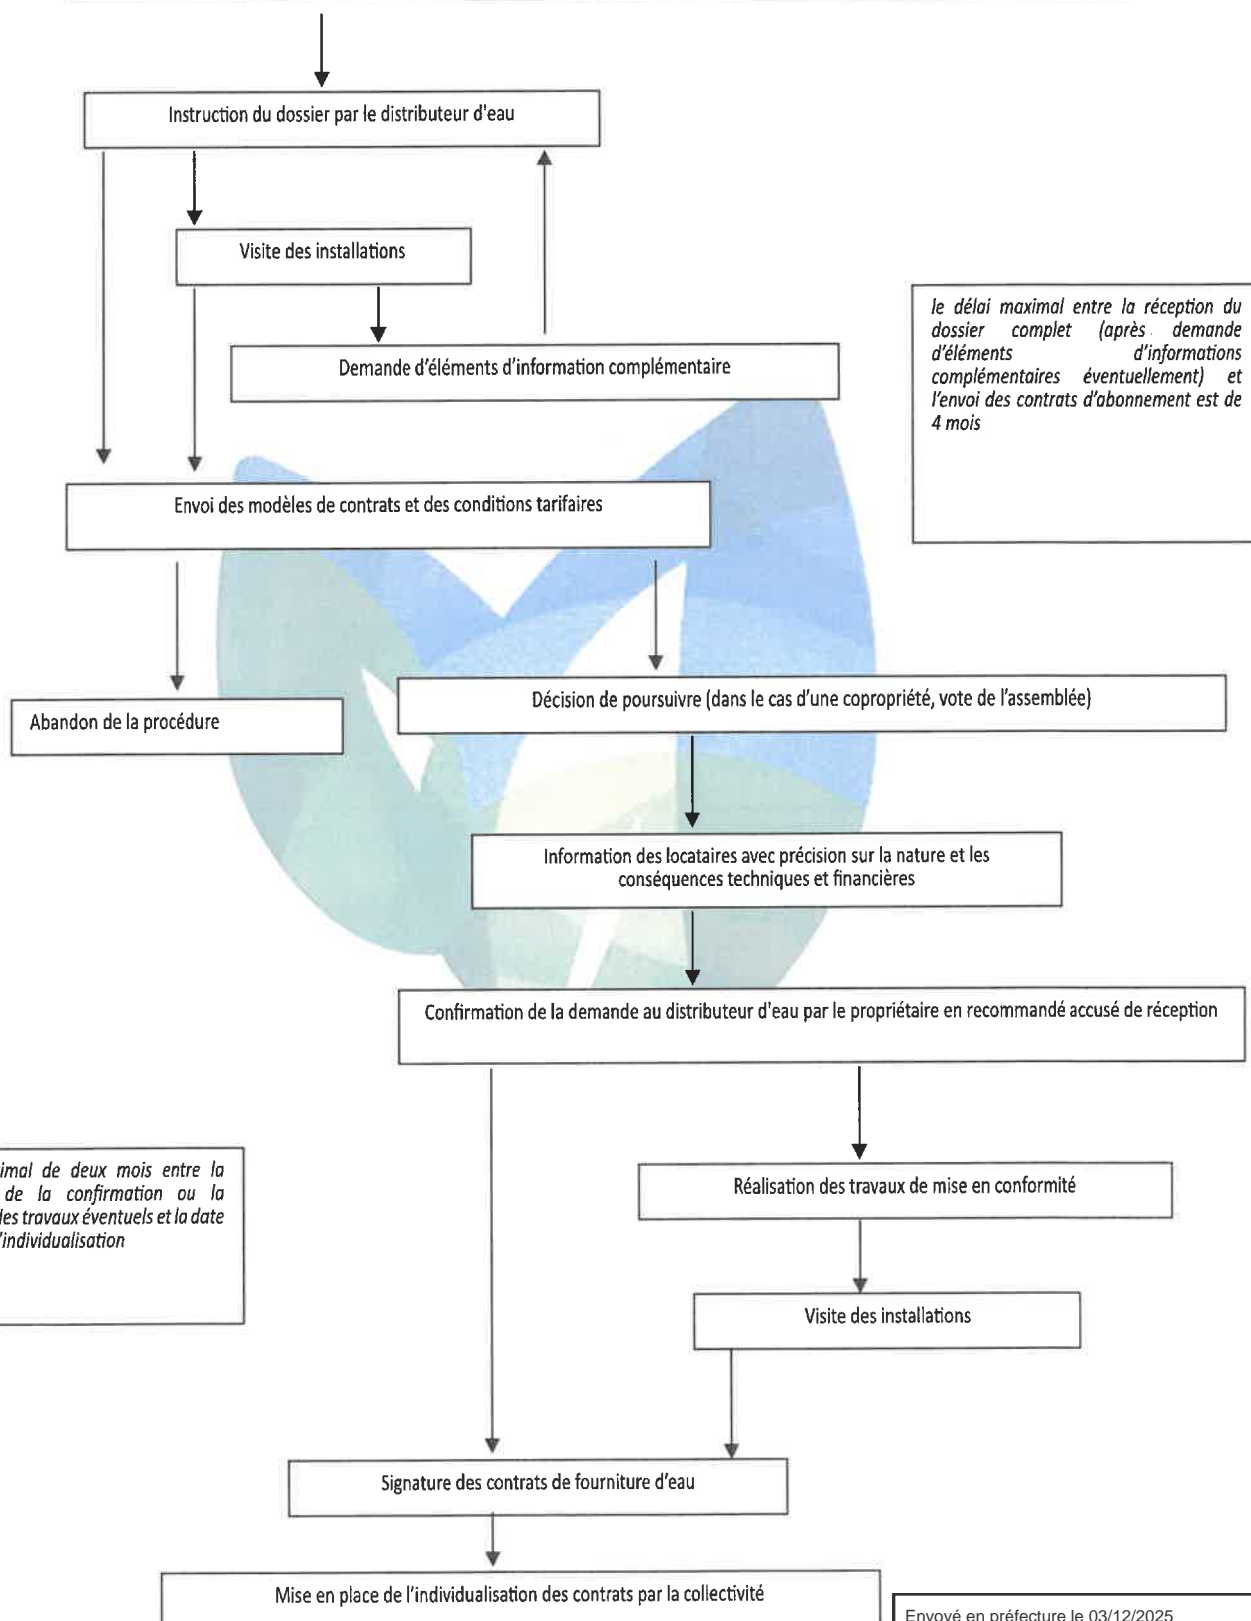 Instruction du dossier par le distributeur d'eau
Visite des installations
Demande d'éléments d'information complémentaire
le délai maximal entre la réception du
dossier complet (après demande
d'éléments d'informations
complémentaires éventuellement) et
l'envoi des contrats d'abonnement est de
4 mois
Envoi des modèles de contrats et des conditions tarifaires
Abandon de la procédure
Décision de poursuivre (dans le cas d'une copropriété, vote de l'assemblée)
Information des locataires avec précision sur la nature et les
conséquences techniques et financières
Confirmation de la demande au distributeur d'eau par le propriétaire en recommandé accusé de réception
imal de deux mois entre la
de la confirmation ou la
des travaux éventuels et la date
l'individualisation
Réalisation des travaux de mise en conformité
Visite des installations
Signature des contrats de fourniture d'eau
Mise en place de l'individualisation des contrats par la collectivité
Envoyé en préfecture le 03/12/2025